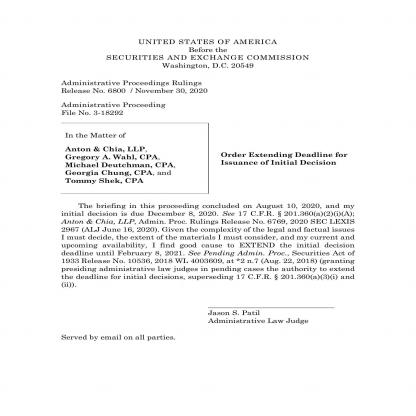 UNITED STATES OF AMERICA
Before the
SECURITIES AND EXCHANGE COMMISSION
Washington, D.C. 20549
Administrative Proceedings Rulings
Release No. 6800 / November 30, 2020
Administrative Proceeding
File No. 3-18292
In the Matter of
Anton & Chia, LLP,
Gregory A. Wahl, CPA,
Michael Deutchman, CPA,
Georgia Chung, CPA, and
Tommy Shek, CPA
Order Extending Deadline for
Issuance of Initial Decision
The briefing in this proceeding concluded on August 10, 2020, and my
initial decision is due December 8, 2020. See 17 C.F.R. § 201.360(a)(2)(i)(A);
Anton & Chia, LLP, Admin. Proc. Rulings Release No. 6769, 2020 SEC LEXIS
2967 (ALJ June 16, 2020). Given the complexity of the legal and factual issues
I must decide, the extent of the materials I must consider, and my current and
upcoming availability, I find good cause to EXTEND the initial decision
deadline until February 8, 2021. See Pending Admin. Proc., Securities Act of
1933 Release No. 10536, 2018 WL 4003609, at *2 n.7 (Aug. 22, 2018) (granting
presiding administrative law judges in pending cases the authority to extend
the deadline for initial decisions, superseding 17 C.F.R. § 201.360(a)(3)(i) and
(ii)).
Jason S. Patil
Administrative Law Judge
Served by email on all parties.